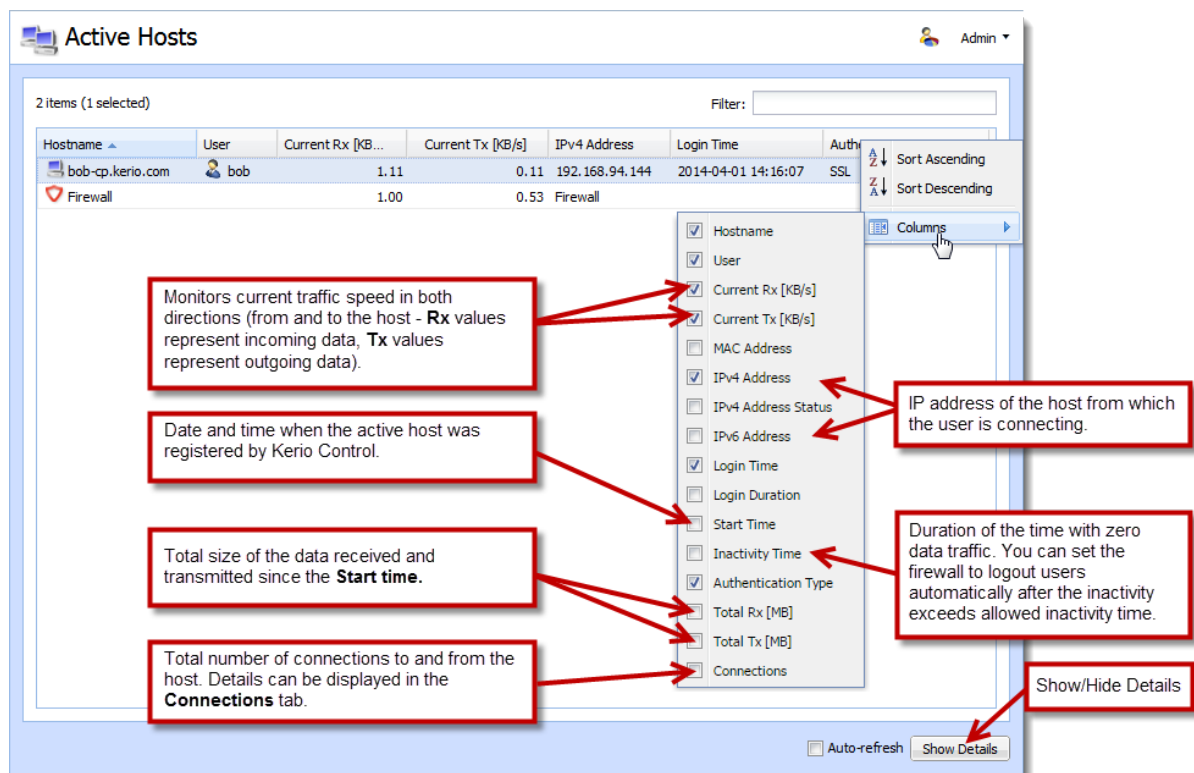 Active Hosts
Admin
2 items (1 selected)
Filter:
Hostname
User
Current Rx [KB...
Current Tx [KB/s]
IPv4 Address
Login Time
Authe
bob-cp.kerio.com
bob
1.11
0.11
192.168.94.144
2014-04-01 14:16:07
SSL
Firewall
1.00
0.53
Firewall
Sort Ascending
Sort Descending
Columns
Hostname
User
Current Rx [KB/s]
Current Tx [KB/s]
MAC Address
IPv4 Address
IPv4 Address Status
IPv6 Address
Login Time
Login Duration
Start Time
Inactivity Time
Authentication Type
Total Rx [MB]
Total Tx [MB]
Connections
Monitors current traffic speed in both
directions (from and to the host - Rx values
represent incoming data, Tx values
represent outgoing data).
IP address of the host from which
the user is connecting.
Date and time when the active host was
registered by Kerio Control.
Duration of the time with zero
data traffic. You can set the
firewall to logout users
automatically after the inactivity
exceeds allowed inactivity time.
Total size of the data received and
transmitted since the Start time.
Total number of connections to and from the
host. Details can be displayed in the
Connections tab.
Show/Hide Details
Auto-refresh
Show Details